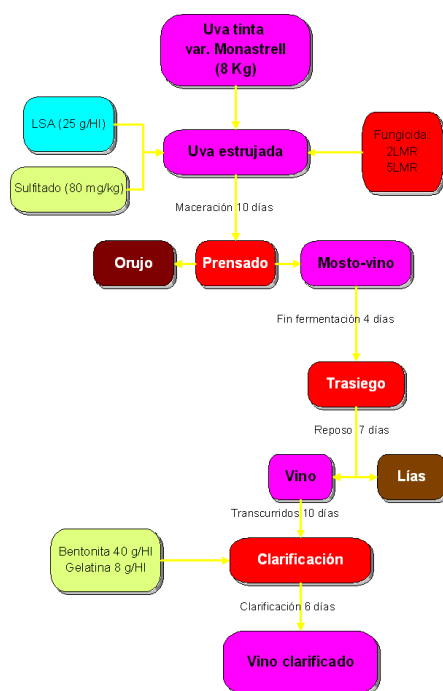 Uva tinta
var. Monastrell
(8 Kg)
LSA (25 g/Hl)
Sulfitado (80 mg/kg)
Uva estrujada
Fungicida:
2LMR
5LMR
Maceración 10 días
Orujo
Prensado
Mosto-vino
Fin fermentación 4 días
Trasiego
Reposo 7 días
Vino
Lías
Transcurridos 10 días
Bentonita 40 g/Hl
Gelatina 8 g/Hl
Clarificación
Clarificación 6 días
Vino clarificado